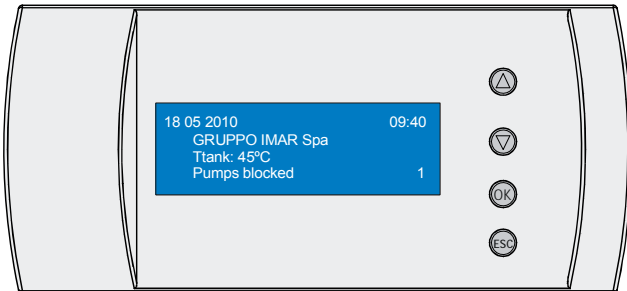 18 05 2010 09:40
GRUPPO IMAR Spa
Ttank: 45ºC
Pumps blocked 1
OK
ESC